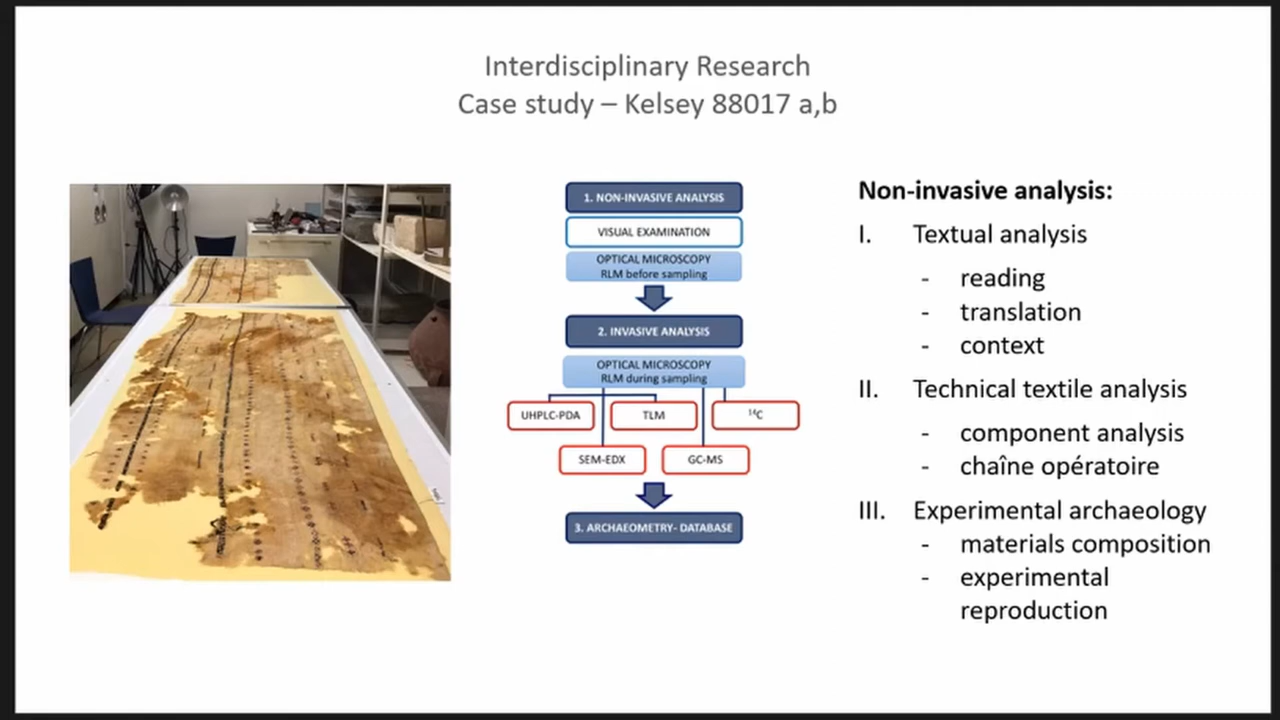 Interdisciplinary Research
Case study – Kelsey 88017 a,b
1. NON-INVASIVE ANALYSIS
VISUAL EXAMINATION
OPTICAL MICROSCOPY
RLM before sampling
2. INVASIVE ANALYSIS
OPTICAL MICROSCOPY
RLM during sampling
UHPLC-PDA
TLM
¹⁴C
SEM-EDX
GC-MS
3. ARCHAEOMETRY- DATABASE
Non-invasive analysis:
I. Textual analysis
- reading
- translation
- context
II. Technical textile analysis
- component analysis
- chaîne opératoire
III. Experimental archaeology
- materials composition
- experimental
reproduction